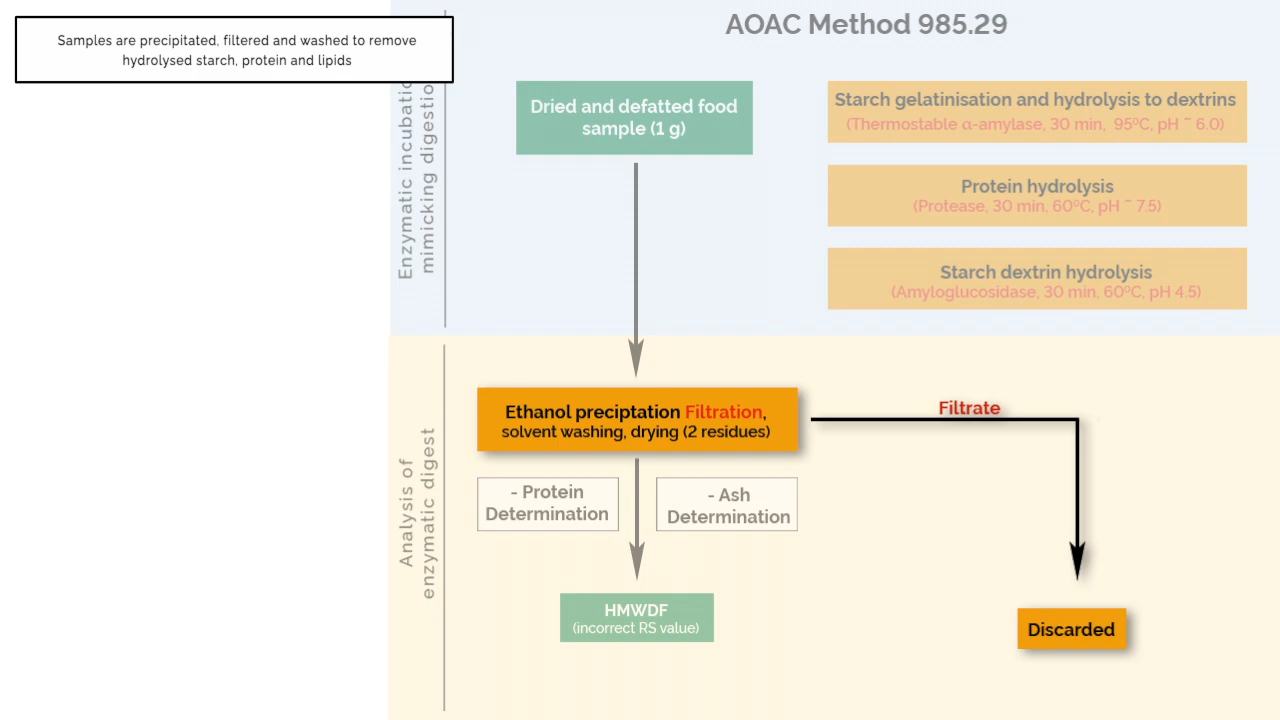 Samples are precipitated, filtered and washed to remove
hydrolysed starch, protein and lipids
AOAC Method 985.29
Enzymatic incubatio
mimicking digestion
Dried and defatted food
sample (1 g)
Starch gelatinisation and hydrolysis to dextrins
(Thermostable α-amylase, 30 min, 95ºC, pH ~ 6.0)
Protein hydrolysis
(Protease, 30 min, 60ºC, pH ~ 7.5)
Starch dextrin hydrolysis
(Amyloglucosidase, 30 min, 60ºC, pH 4.5)
Analysis of
enzymatic digest
Ethanol preciptation Filtration,
solvent washing, drying (2 residues)
Filtrate
- Protein
Determination
- Ash
Determination
HMWDF
(incorrect RS value)
Discarded